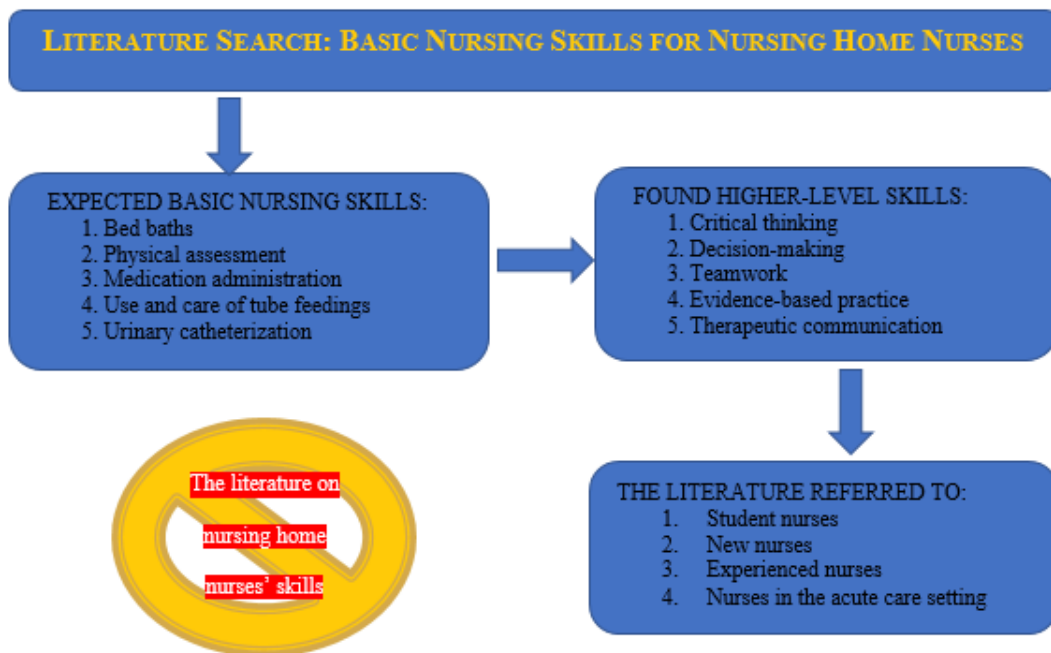 LITERATURE SEARCH: BASIC NURSING SKILLS FOR NURSING HOME NURSES
EXPECTED BASIC NURSING SKILLS:
1. Bed baths
2. Physical assessment
3. Medication administration
4. Use and care of tube feedings
5. Urinary catheterization
FOUND HIGHER-LEVEL SKILLS:
1. Critical thinking
2. Decision-making
3. Teamwork
4. Evidence-based practice
5. Therapeutic communication
The literature on
nursing home
nurses' skills
THE LITERATURE REFERRED TO:
1. Student nurses
2. New nurses
3. Experienced nurses
4. Nurses in the acute care setting